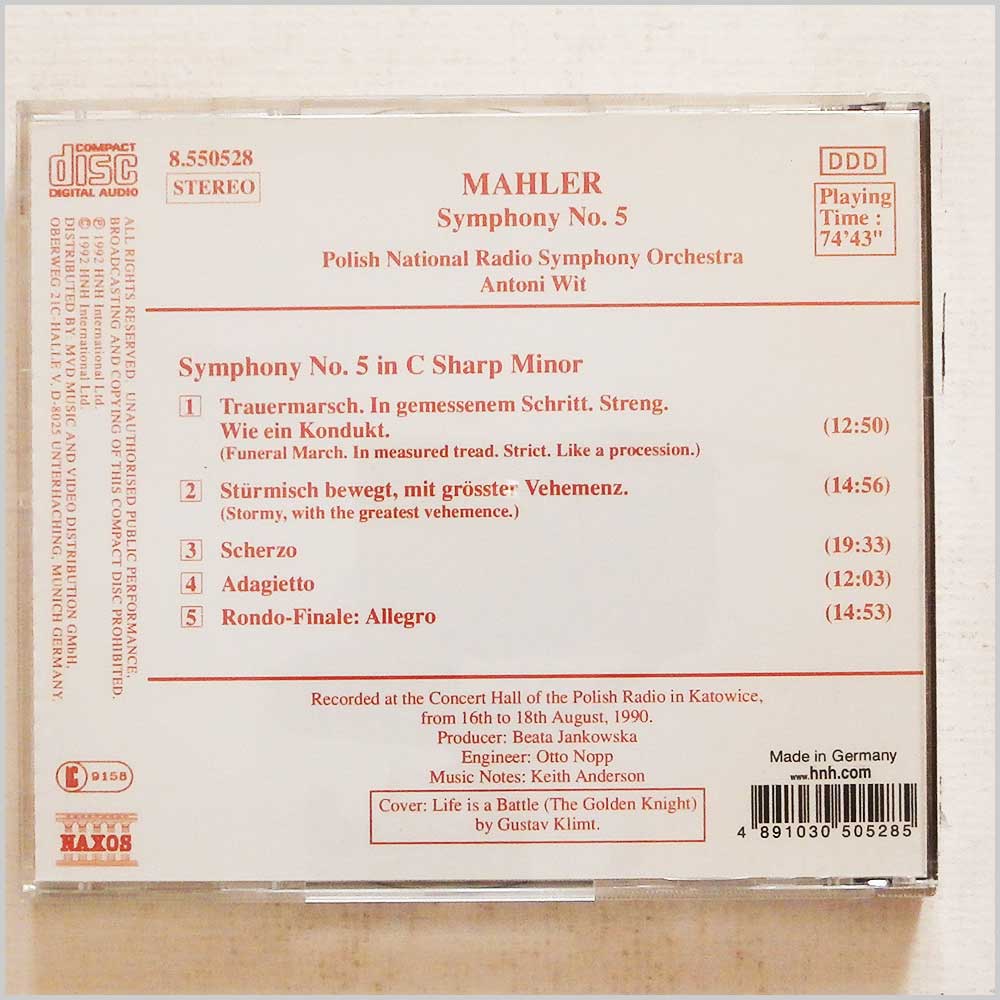 COMPACT
disc
DIGITAL AUDIO
8.550528
STEREO
MAHLER
Symphony No. 5
Polish National Radio Symphony Orchestra
Antoni Wit
DDD
Playing
Time :
74'43"
ALL RIGHTS RESERVED. UNAUTHORISED PUBLIC PERFORMANCE,
BROADCASTING AND COPYING OF THIS COMPACT DISC PROHIBITED.
℗ 1992 HNH International Ltd.
© 1992 HNH International Ltd.
DISTRIBUTED BY: MVD MUSIC AND VIDEO DISTRIBUTION GmbH,
OBERWEG 21C-HALLE V. D-8025 UNTERHACHING, MUNICH GERMANY.
Symphony No. 5 in C Sharp Minor
1 Trauermarsch. In gemessenem Schritt. Streng.
Wie ein Kondukt. (12:50)
(Funeral March. In measured tread. Strict. Like a procession.)
2 Stürmisch bewegt, mit grösster Vehemenz. (14:56)
(Stormy, with the greatest vehemence.)
3 Scherzo (19:33)
4 Adagietto (12:03)
5 Rondo-Finale: Allegro (14:53)
Recorded at the Concert Hall of the Polish Radio in Katowice,
from 16th to 18th August, 1990.
Producer: Beata Jankowska
Engineer: Otto Nopp
Music Notes: Keith Anderson
Cover: Life is a Battle (The Golden Knight)
by Gustav Klimt.
9158
NAXOS
Made in Germany
www.hnh.com
4 891030 505285